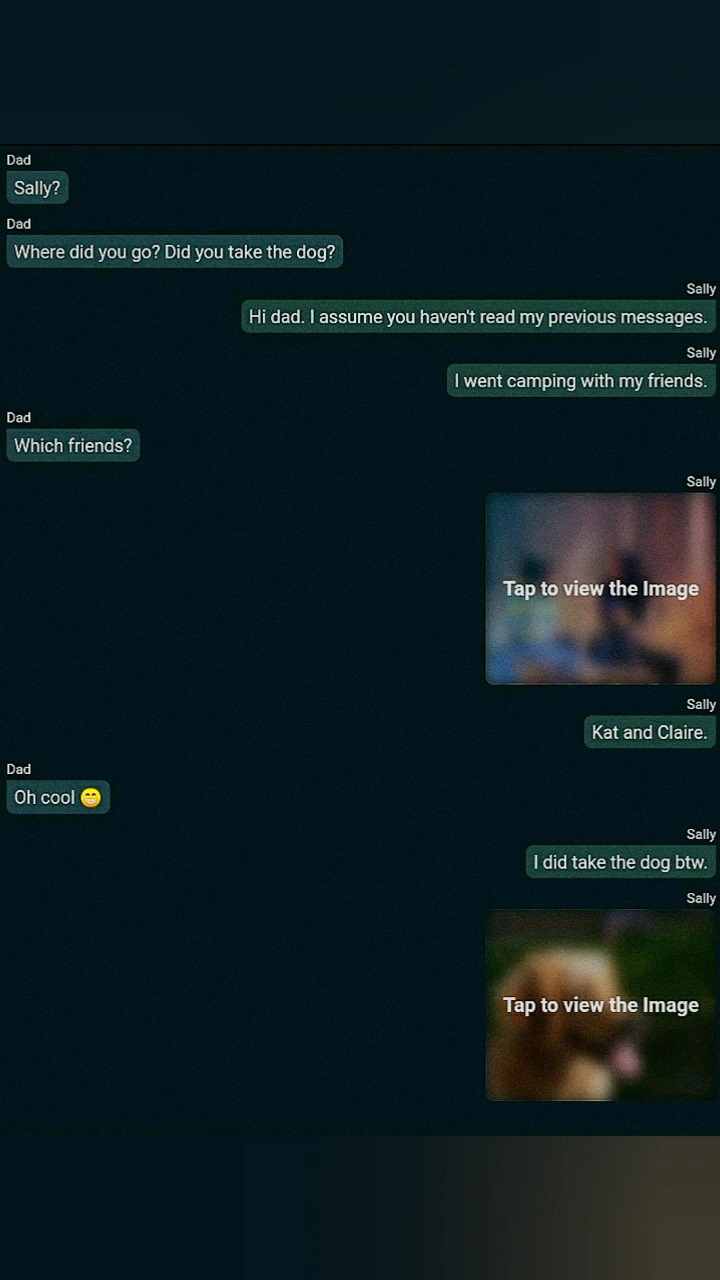 Dad
Sally?
Dad
Where did you go? Did you take the dog?
Sally
Hi dad. I assume you haven't read my previous messages.
Sally
I went camping with my friends.
Dad
Which friends?
Sally
Tap to view the Image
Sally
Kat and Claire.
Dad
Oh cool 😁
Sally
I did take the dog btw.
Sally
Tap to view the Image